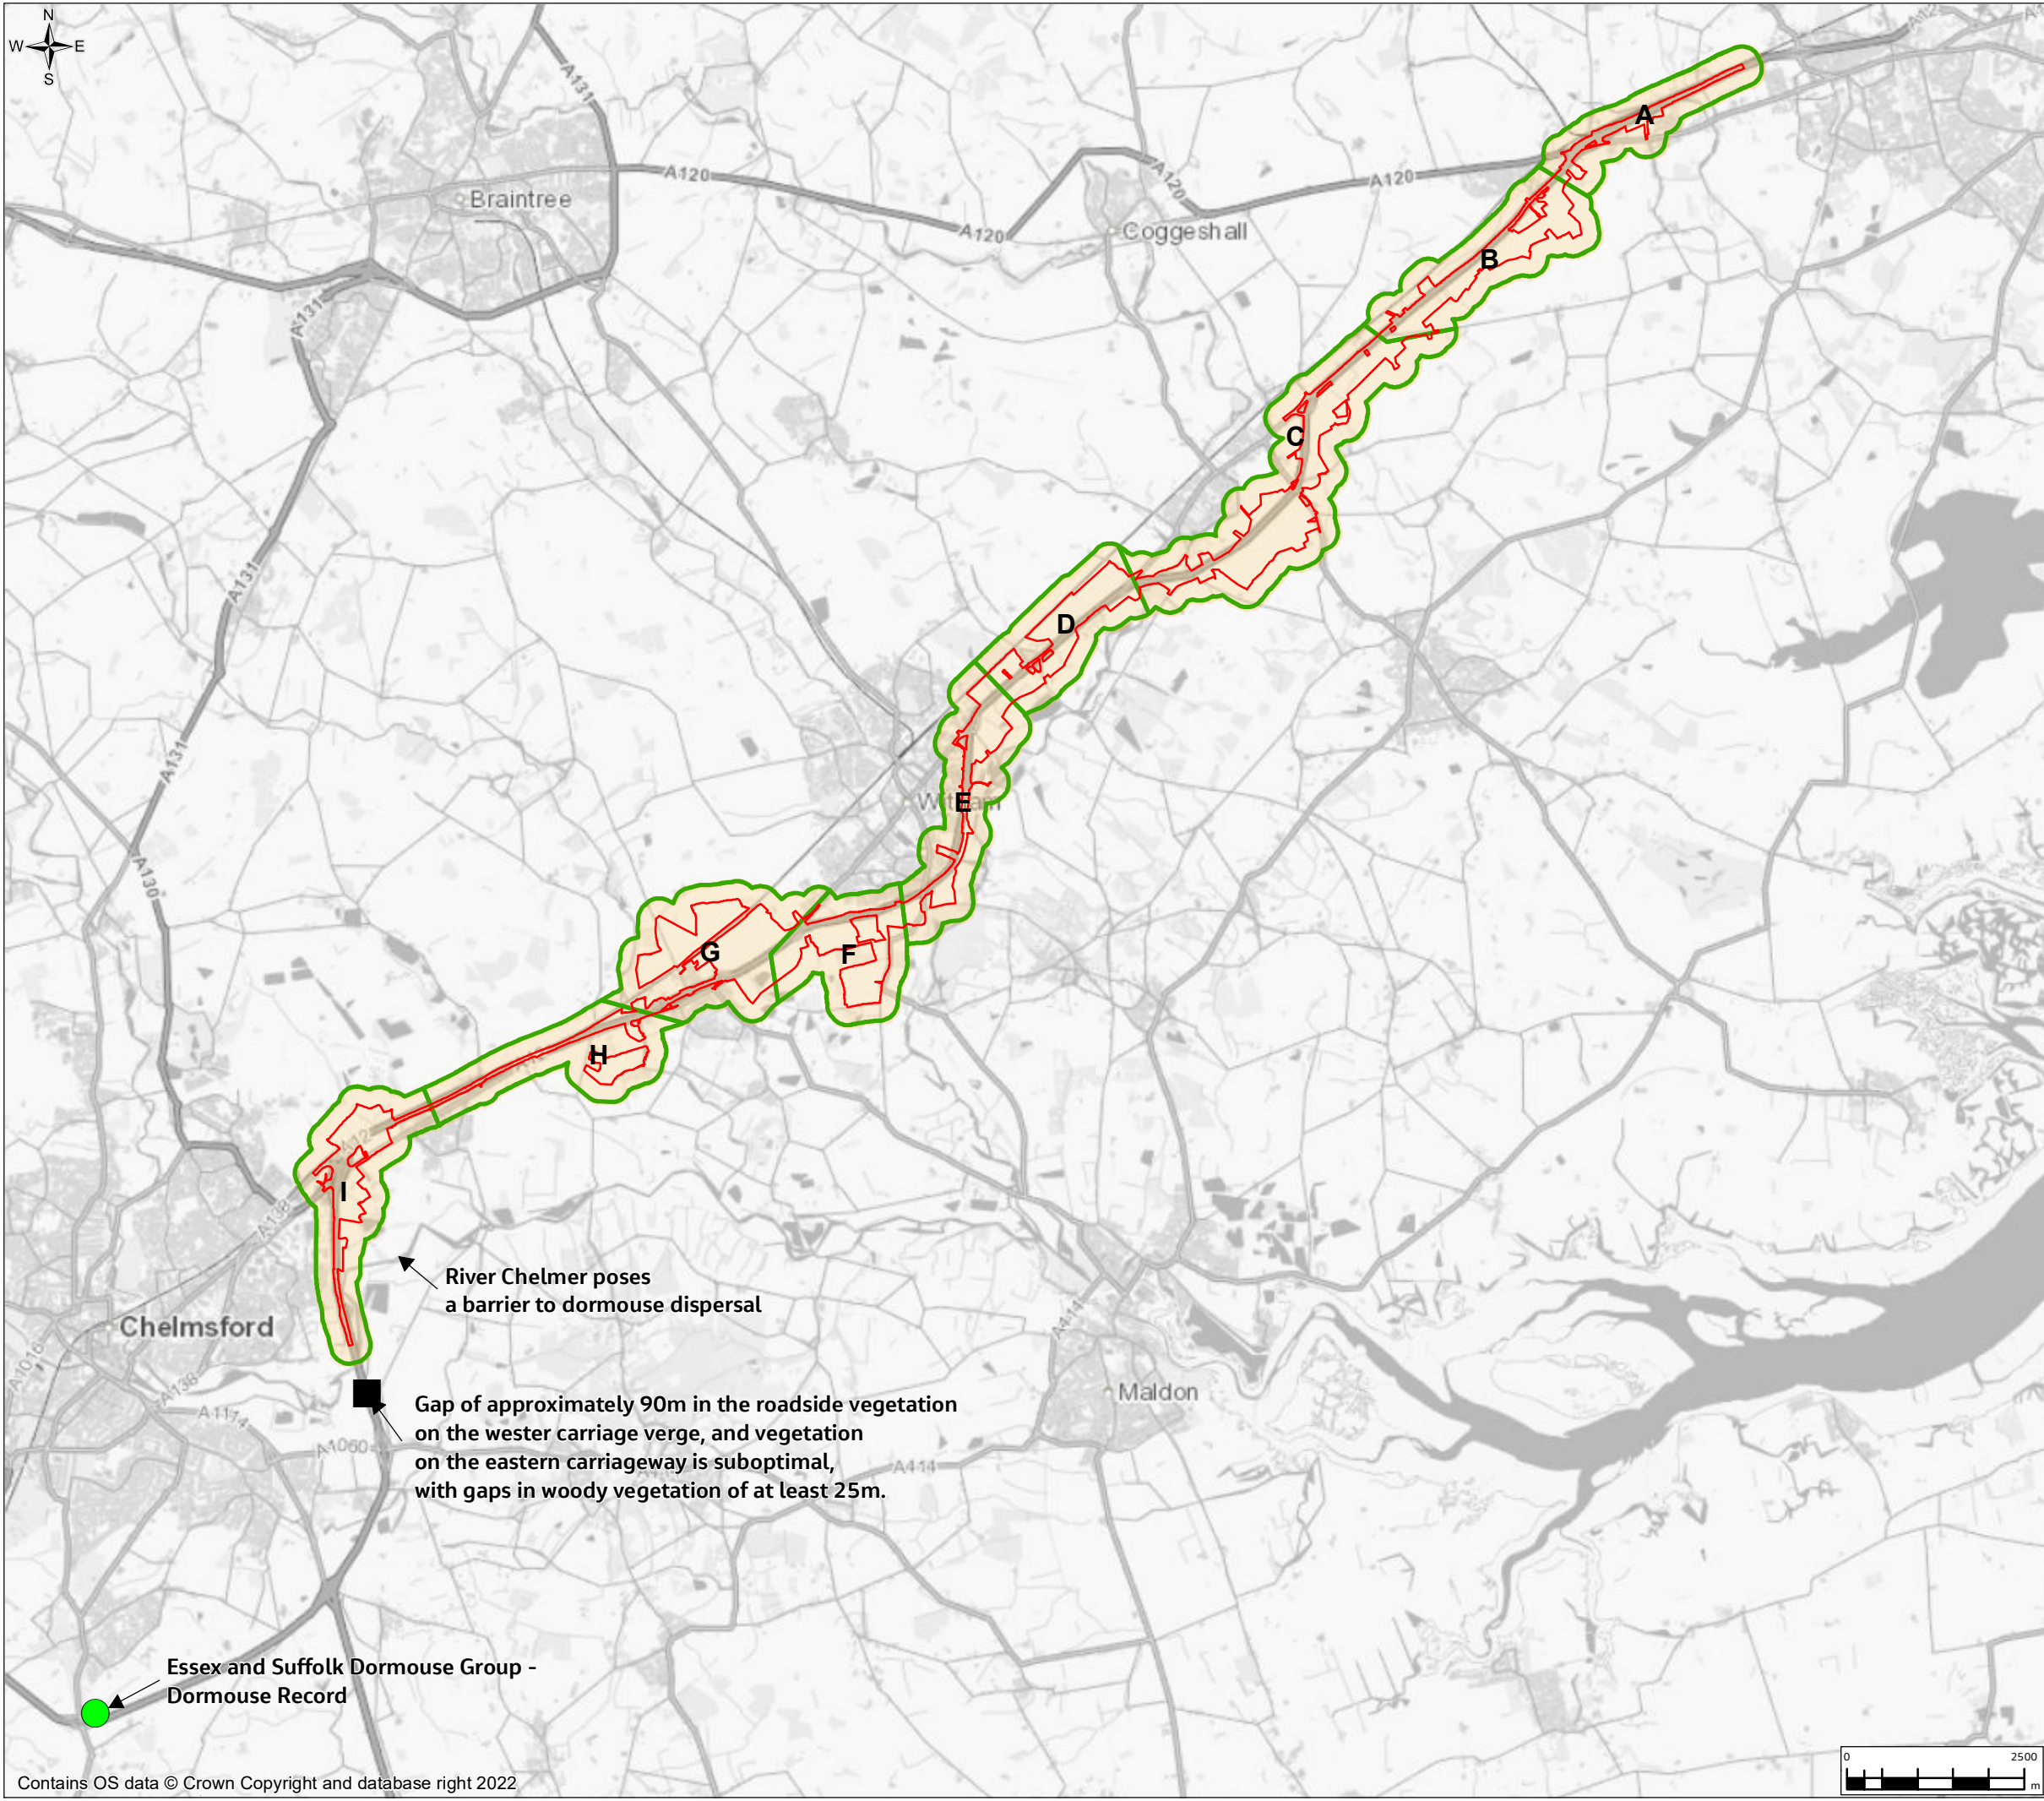 N
W E
S
A12
A131
A
A120
Braintree
A120
A120
A120
Coggeshall
B
A131
C
A131
D
A131
Witham
E
A130
G
F
A12
H
A12
I
A138
River Chelmer poses
a barrier to dormouse dispersal
Chelmsford
A1016
A138
A1114
A414
Maldon
Gap of approximately 90m in the roadside vegetation
on the wester carriage verge, and vegetation
on the eastern carriageway is suboptimal,
with gaps in woody vegetation of at least 25m.
A1060
A414
Essex and Suffolk Dormouse Group -
Dormouse Record
0 2500
m
Contains OS data © Crown Copyright and database right 2022